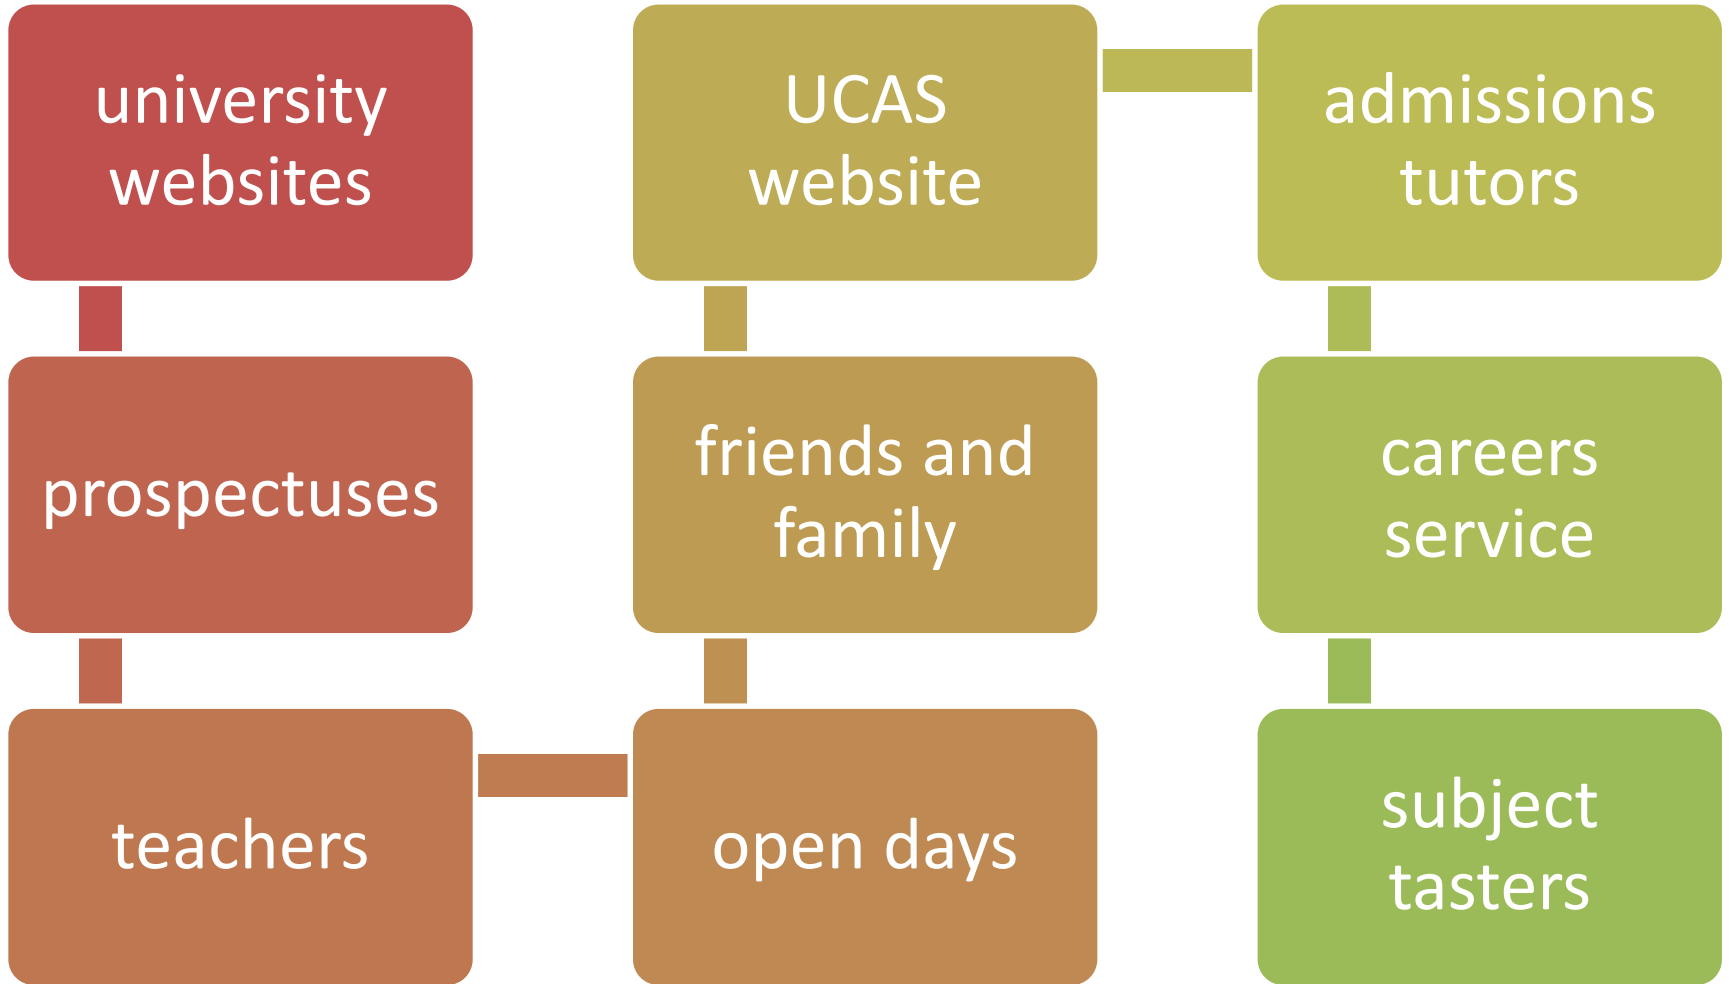 university
websites
prospectuses
teachers
open days
friends and
family
UCAS
website
admissions
tutors
careers
service
subject
tasters